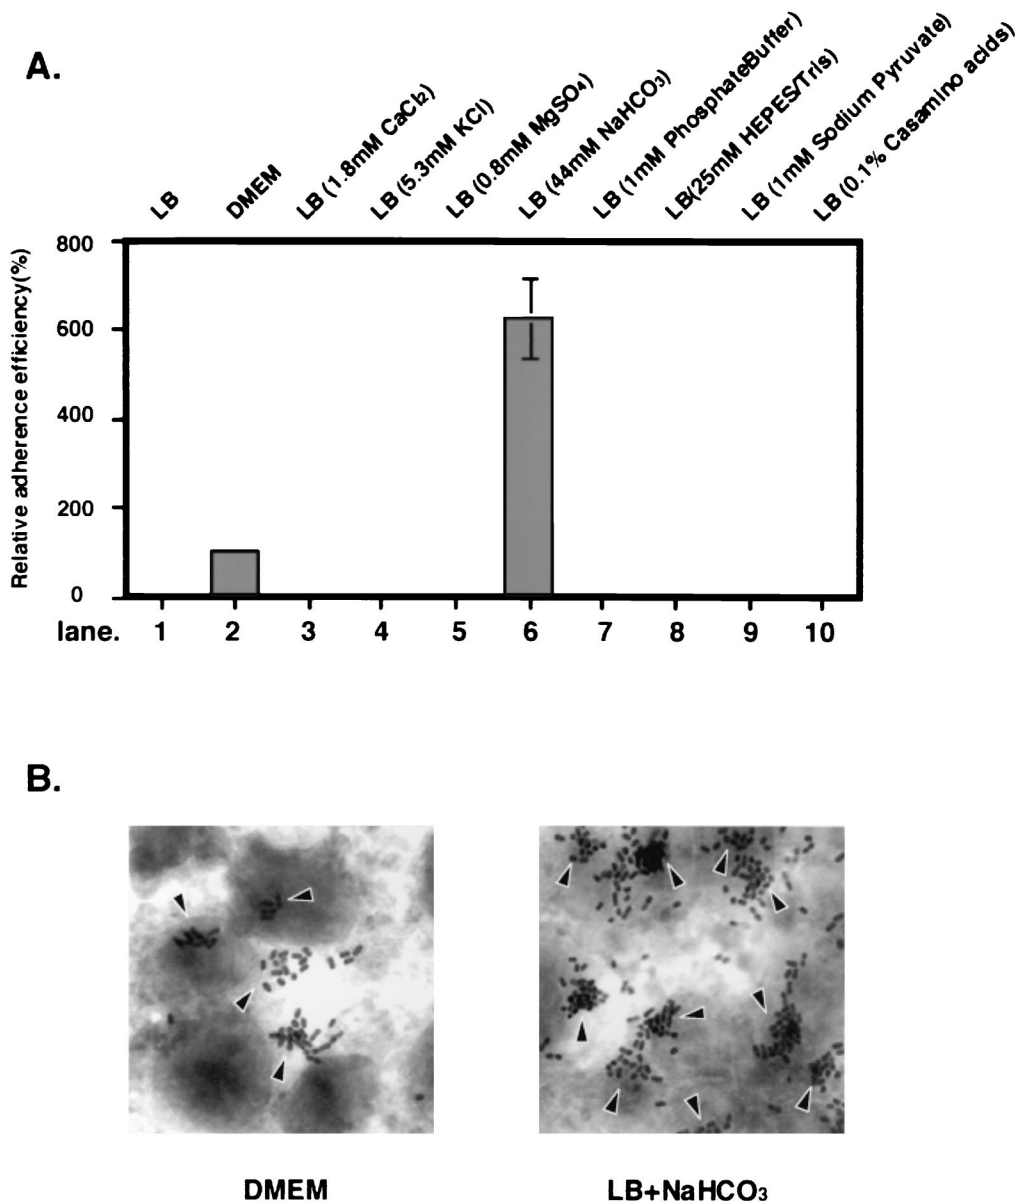 A.
LB
DMEM
LB (1.8mM CaCl2)
LB (5.3mM KCl)
LB (0.8mM MgSO4)
LB (44mM NaHCO3)
LB (1mM PhosphateBuffer)
LB(25mM HEPES/Tris)
LB (1mM Sodium Pyruvate)
LB (0.1% Casamino acids)
Relative adherence efficiency(%)
800
600
400
200
0
lane. 1 2 3 4 5 6 7 8 9 10
B.
DMEM LB+NaHCO3